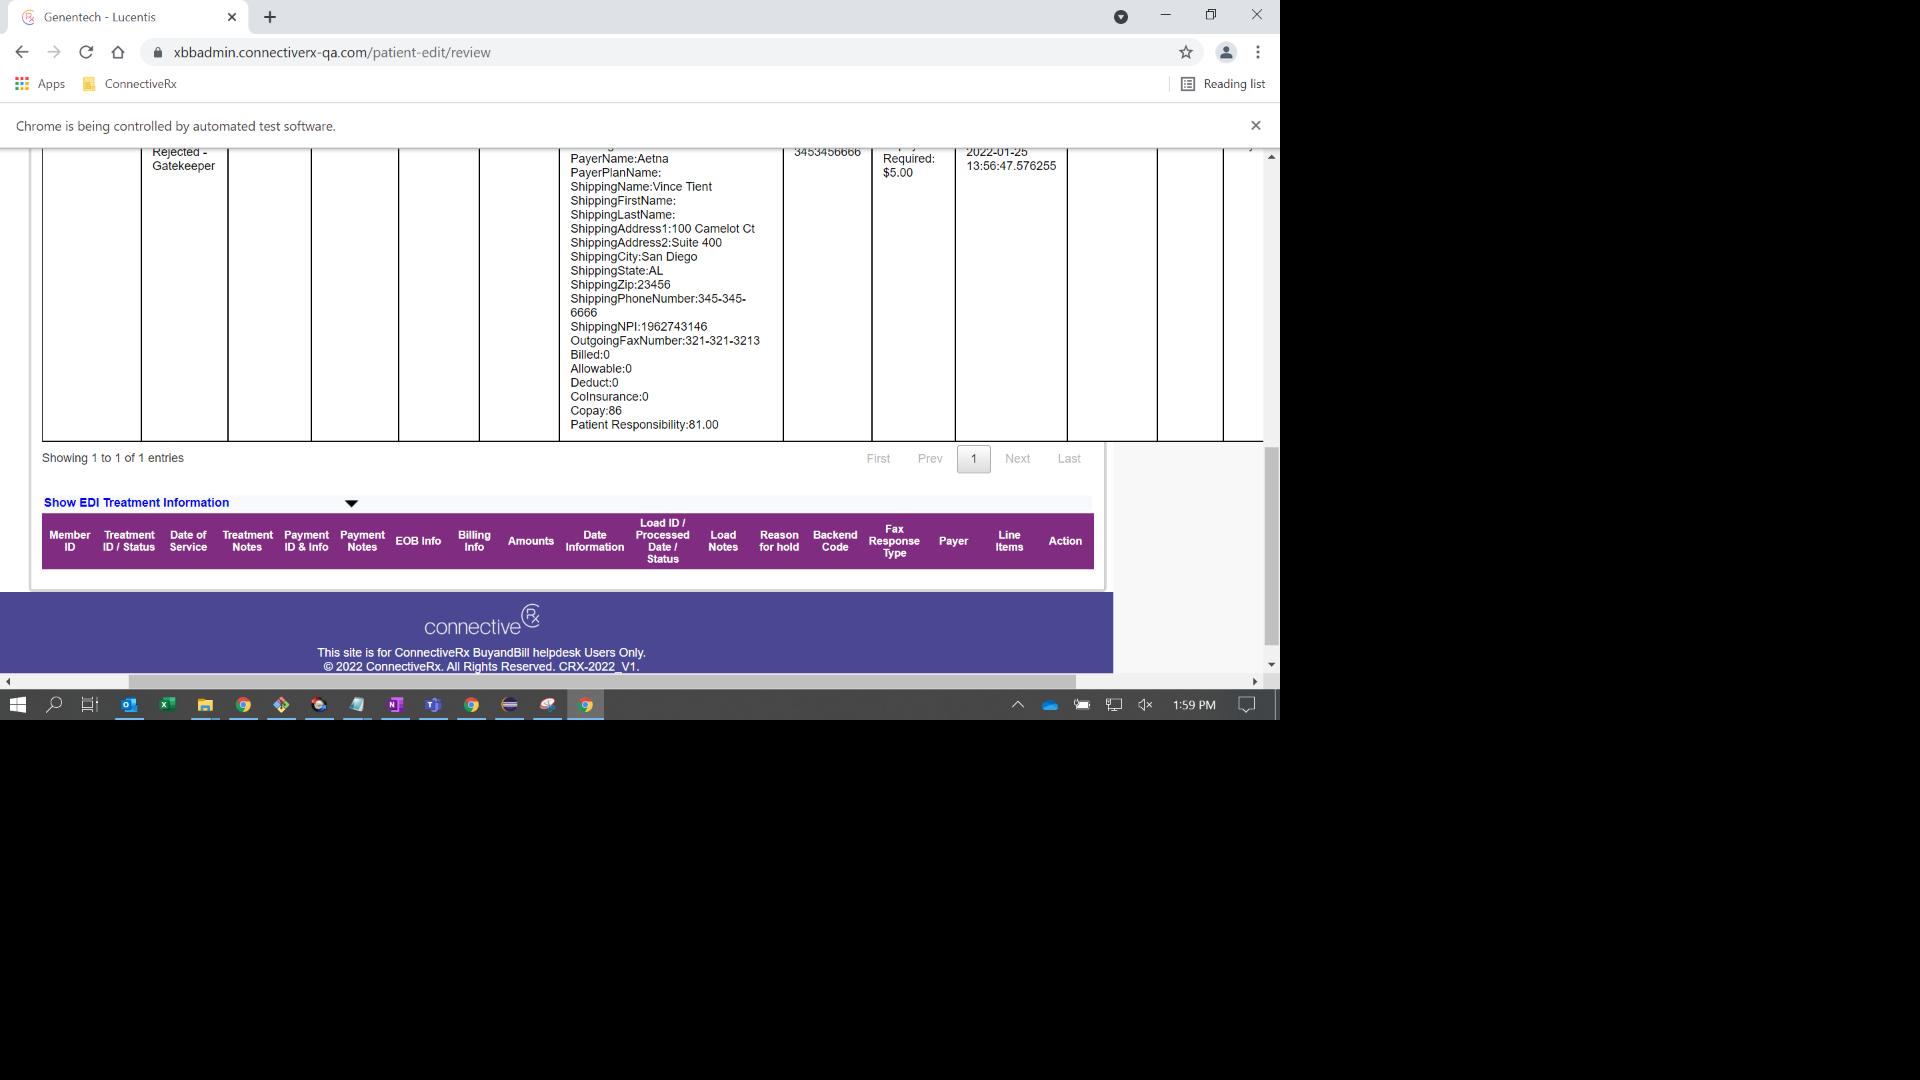 Genentech - Lucentis
xbbadmin.connectiverx-qa.com/patient-edit/review
Apps
ConnectiveRx
Reading list
Chrome is being controlled by automated test software.
Rejected -
Gatekeeper
PayerName:Aetna
PayerPlanName:
ShippingName:Vince Tient
ShippingFirstName:
ShippingLastName:
ShippingAddress1:100 Camelot Ct
ShippingAddress2:Suite 400
ShippingCity:San Diego
ShippingState:AL
ShippingZip:23456
ShippingPhoneNumber:345-345-
6666
ShippingNPI:1962743146
OutgoingFaxNumber:321-321-3213
Billed:0
Allowable:0
Deduct:0
CoInsurance:0
Copay:86
Patient Responsibility:81.00
3453456666
Required:
$5.00
2022-01-25
13:56:47.576255
Showing 1 to 1 of 1 entries
First
Prev
1
Next
Last
Show EDI Treatment Information
Member
ID
Treatment
ID / Status
Date of
Service
Treatment
Notes
Payment
ID & Info
Payment
Notes
EOB Info
Billing
Info
Amounts
Date
Information
Load ID /
Processed
Date /
Status
Load
Notes
Reason
for hold
Backend
Code
Fax
Response
Type
Payer
Line
Items
Action
connectiveRx
This site is for ConnectiveRx BuyandBill helpdesk Users Only.
© 2022 ConnectiveRx. All Rights Reserved. CRX-2022_V1.
1:59 PM